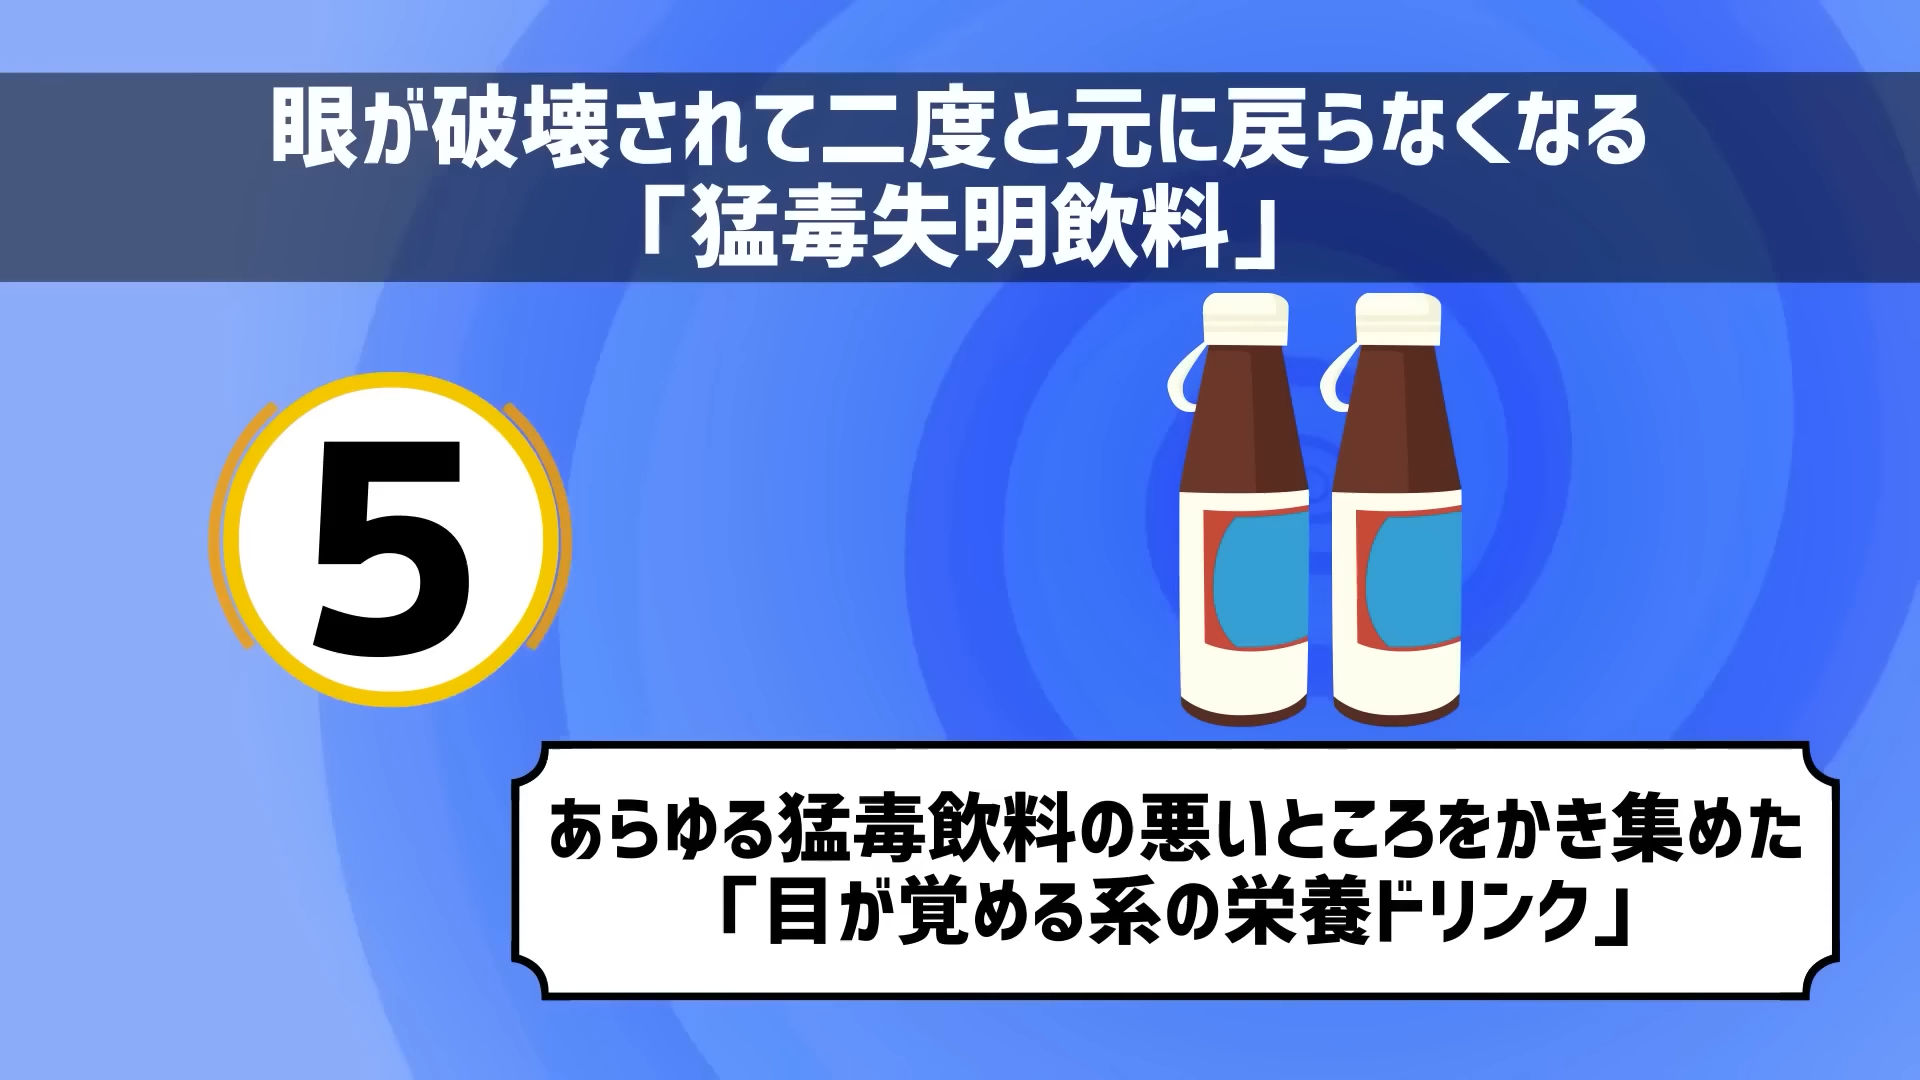 眼が破壊されて二度と元に戻らなくなる
「猛毒失明飲料」
5
あらゆる猛毒飲料の悪いところをかき集めた
「目が覚める系の栄養ドリンク」